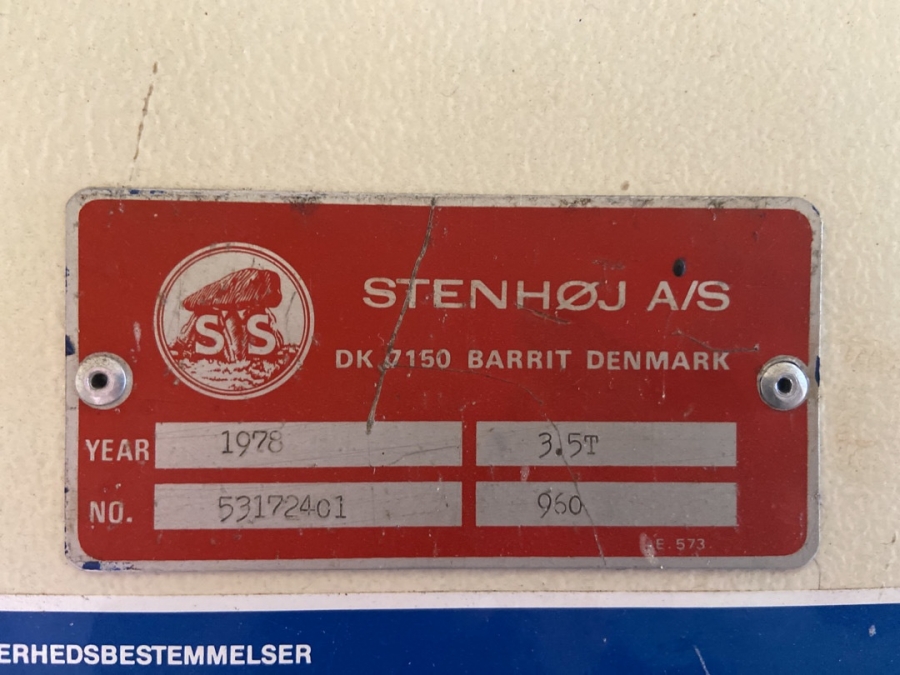 STENHØJ A/S
SS
DK 7150 BARRIT DENMARK
YEAR 1978 3.5T
NO. 53172401 960
E. 573
ERHEDSBESTEMMELSER